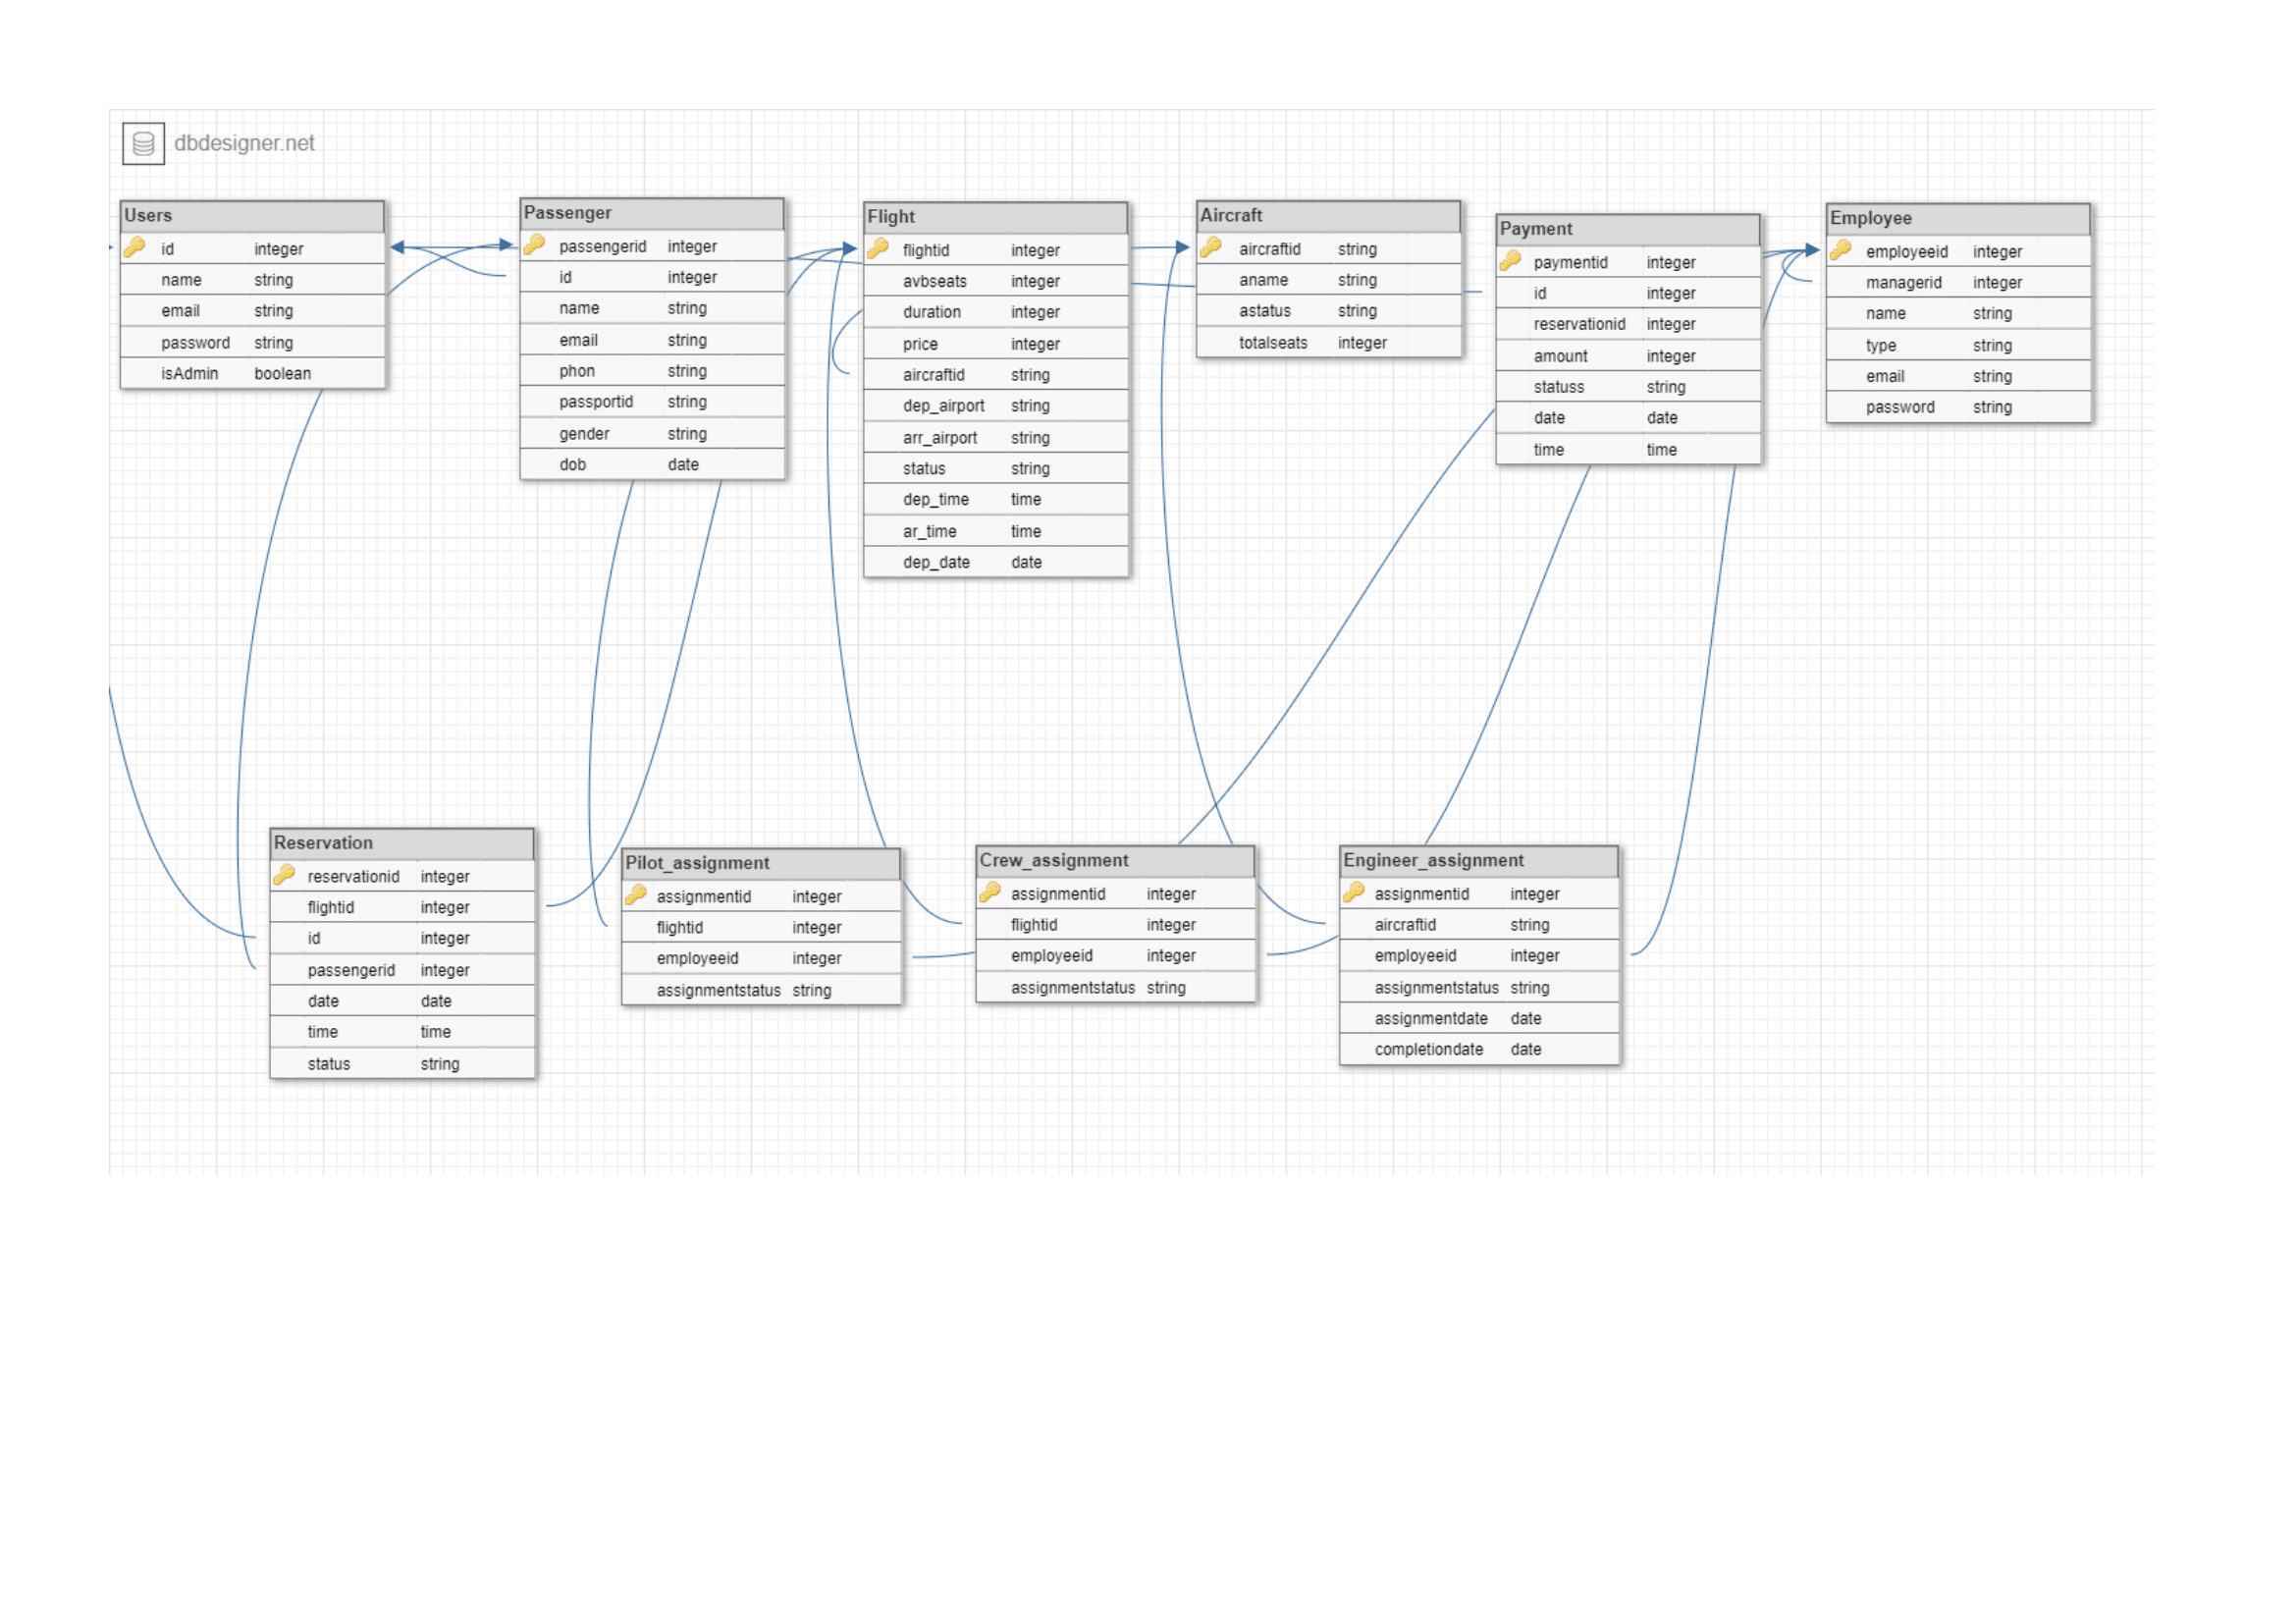 dbdesigner.net
Users
id integer
name string
email string
password string
isAdmin boolean
Passenger
passengerid integer
id integer
name string
email string
phon string
passportid string
gender string
dob date
Flight
flightid integer
avbseats integer
duration integer
price integer
aircraftid string
dep_airport string
arr_airport string
status string
dep_time time
ar_time time
dep_date date
Aircraft
aircraftid string
aname string
astatus string
totalseats integer
Payment
paymentid integer
id integer
reservationid integer
amount integer
statuss string
date date
time time
Employee
employeeid integer
managerid integer
name string
type string
email string
password string
Reservation
reservationid integer
flightid integer
id integer
passengerid integer
date date
time time
status string
Pilot_assignment
assignmentid integer
flightid integer
employeeid integer
assignmentstatus string
Crew_assignment
assignmentid integer
flightid integer
employeeid integer
assignmentstatus string
Engineer_assignment
assignmentid integer
aircraftid string
employeeid integer
assignmentstatus string
assignmentdate date
completiondate date